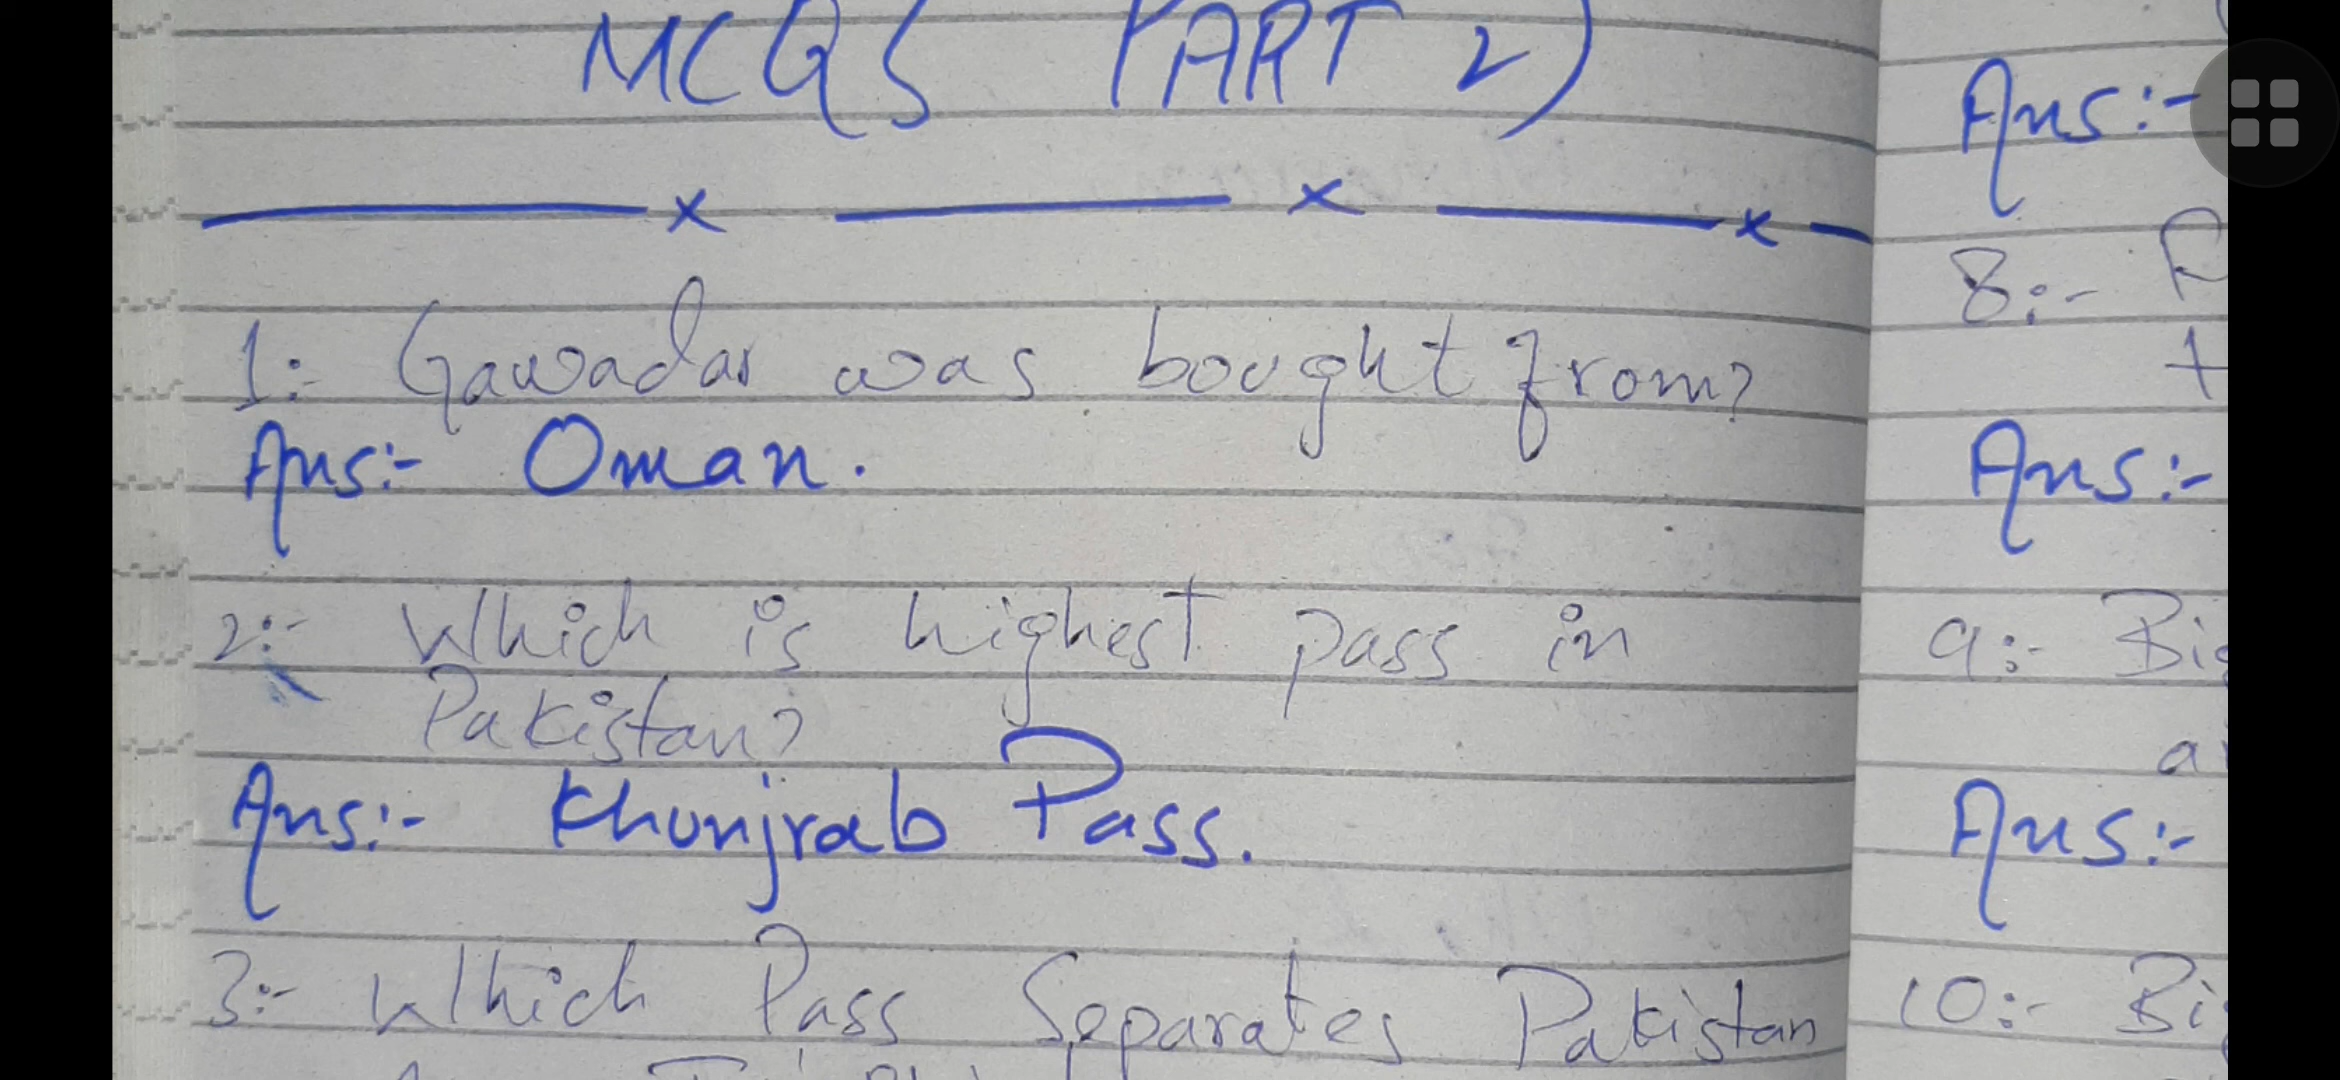 MCQS PART 2)
1:- Gawadar was bought from?
Ans:- Oman.
2:- Which is highest pass in
Pakistan?
Ans:- Khunjrab Pass.
3:- Which Pass Separates Pakistan
Ans:-
8:-
Ans:-
9:-
Ans:-
10:-